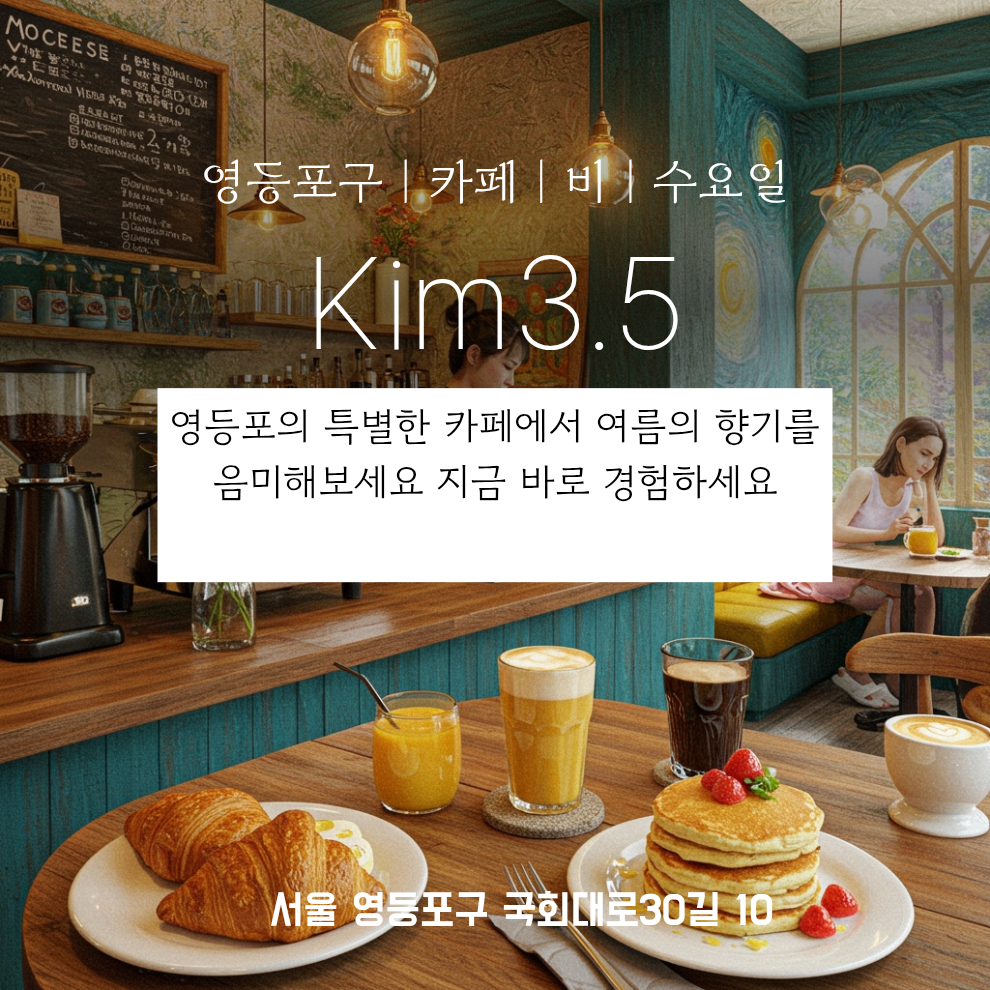 MOCEESE
영등포구 | 카페 | 비 | 수요일
Kim3.5
영등포의 특별한 카페에서 여름의 향기를
음미해보세요 지금 바로 경험하세요
서울 영등포구 국회대로30길 10